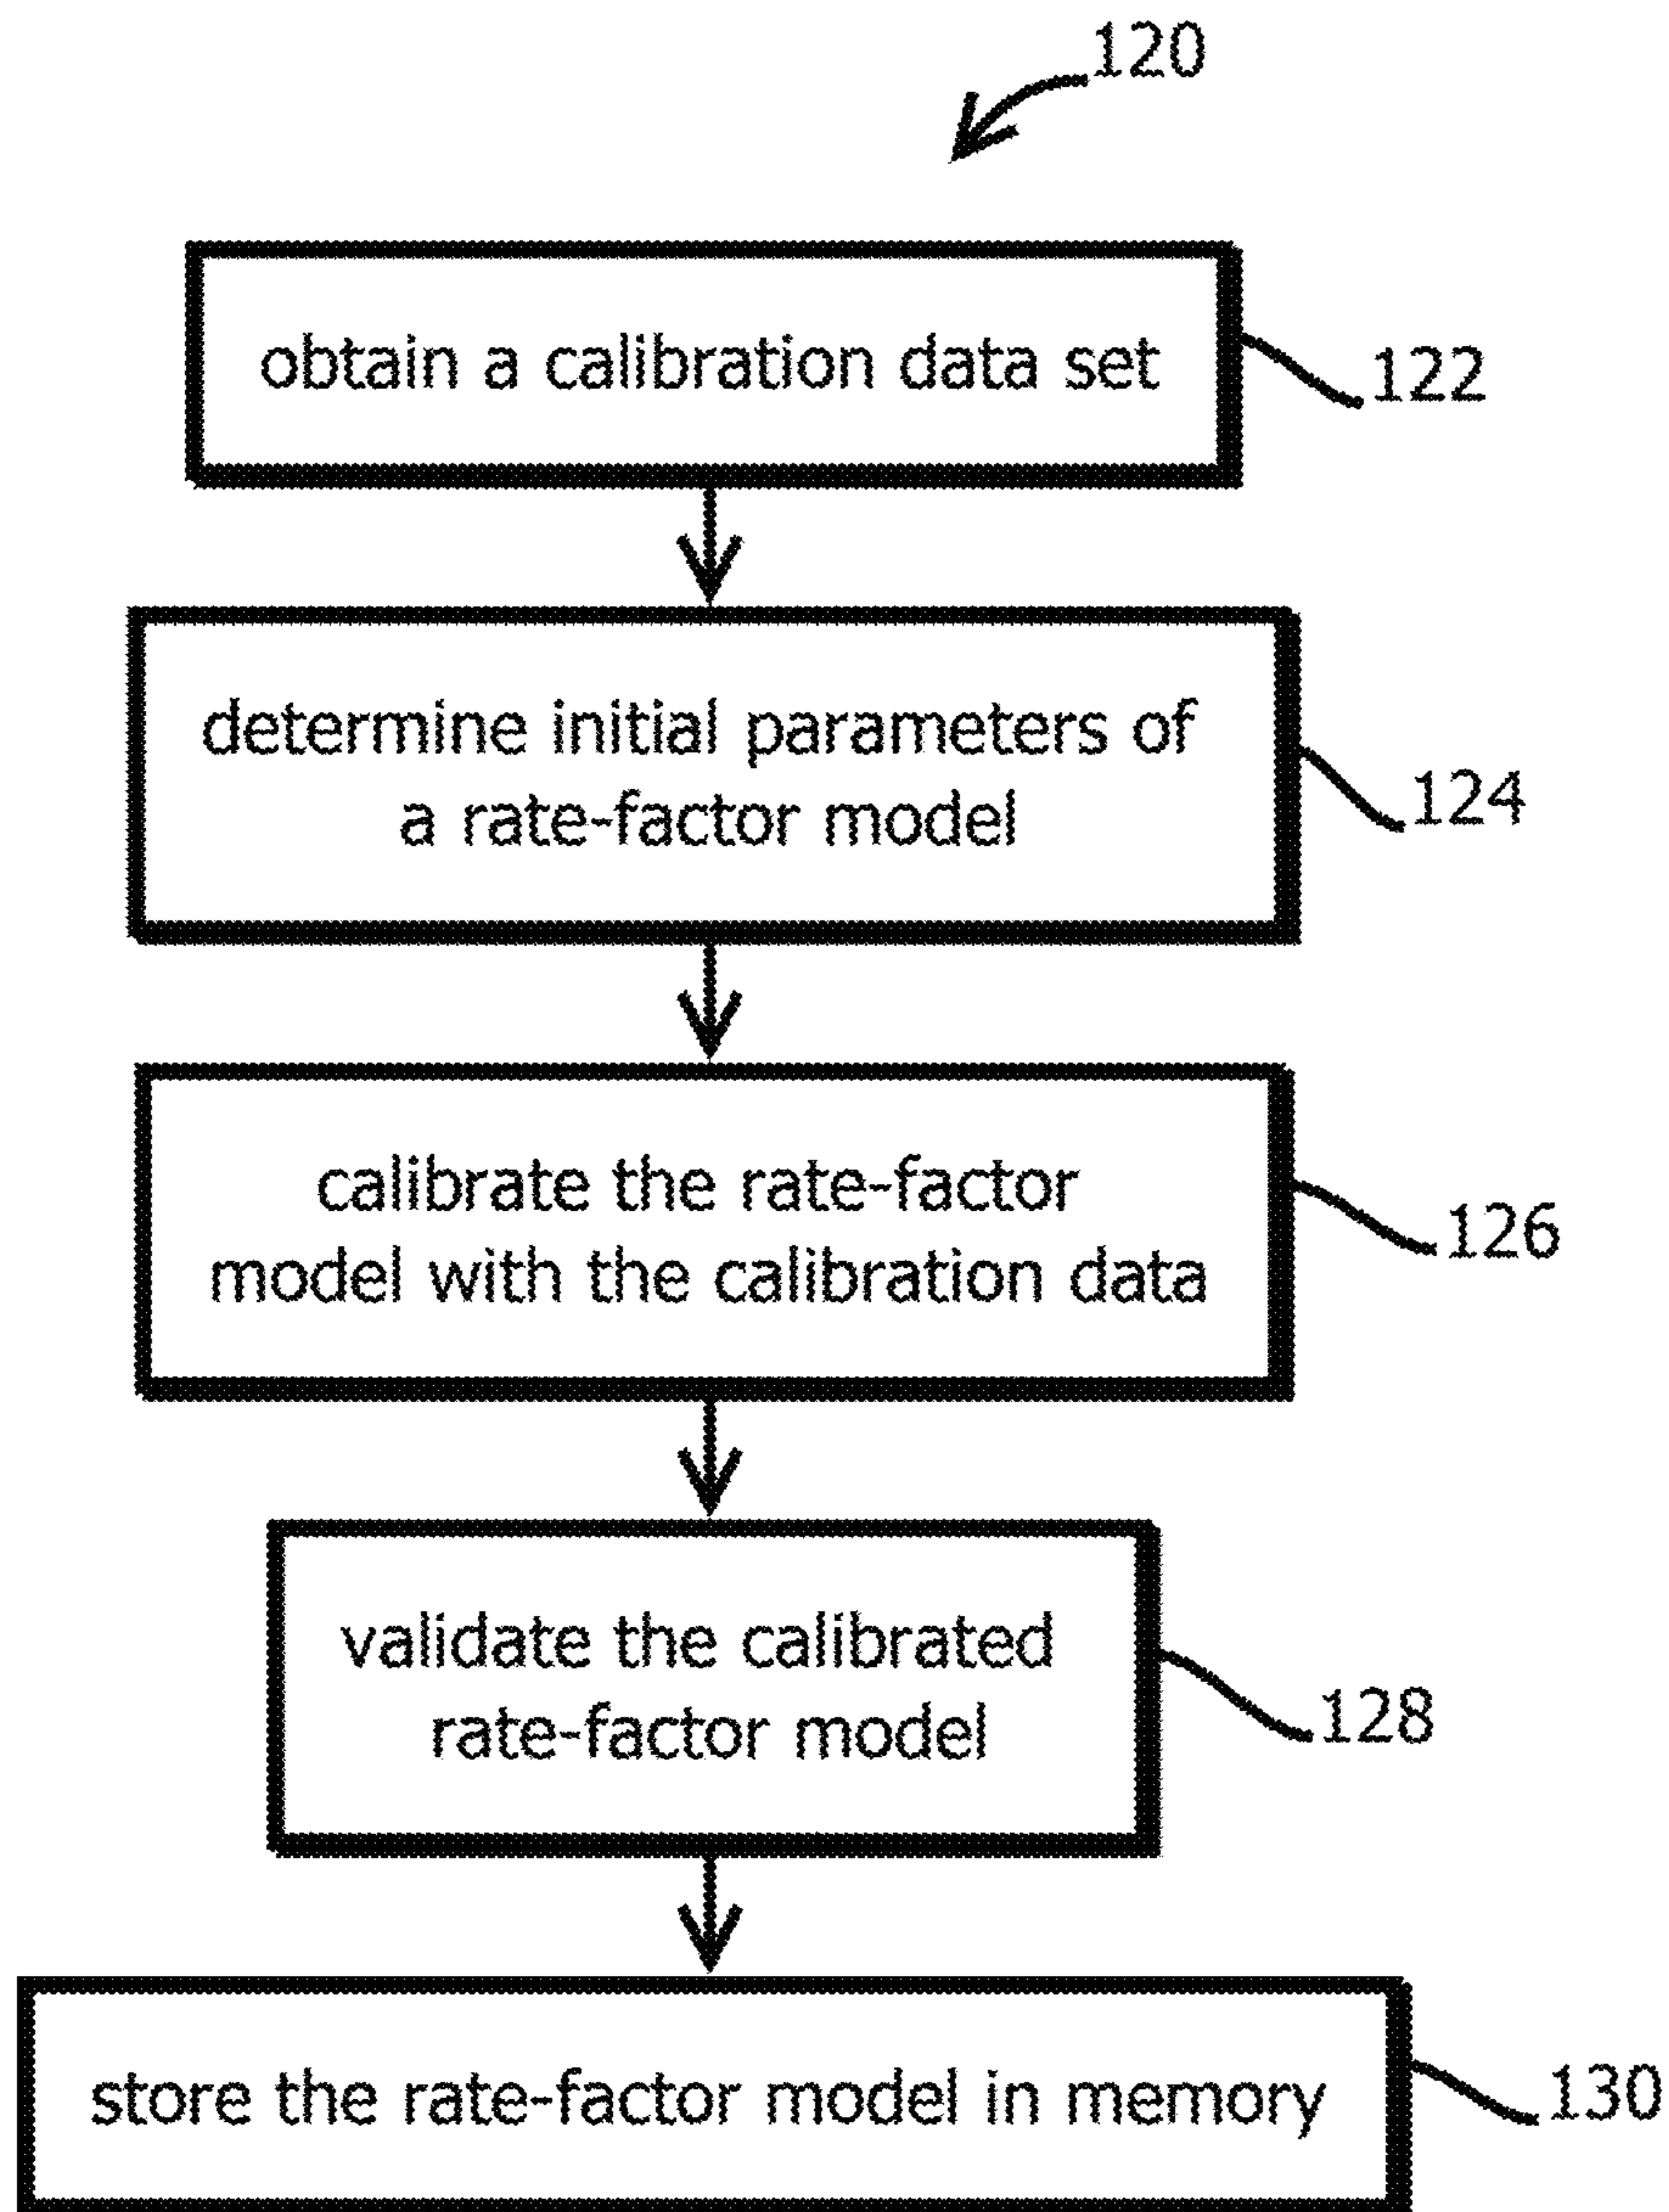 120
obtain a calibration data set
122
determine initial parameters of
a rate-factor model
124
calibrate the rate-factor
model with the calibration data
126
validate the calibrated
rate-factor model
128
store the rate-factor model in memory
130